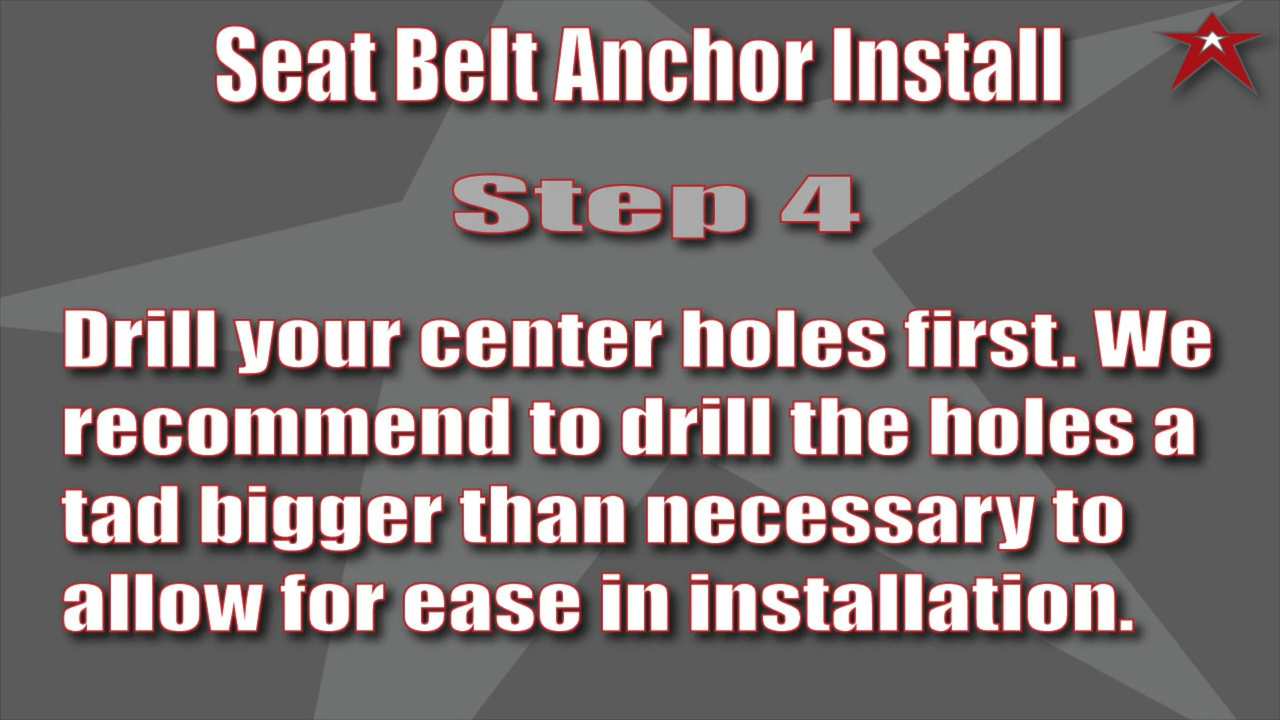 Seat Belt Anchor Install
Step 4
Drill your center holes first. We
recommend to drill the holes a
tad bigger than necessary to
allow for ease in installation.